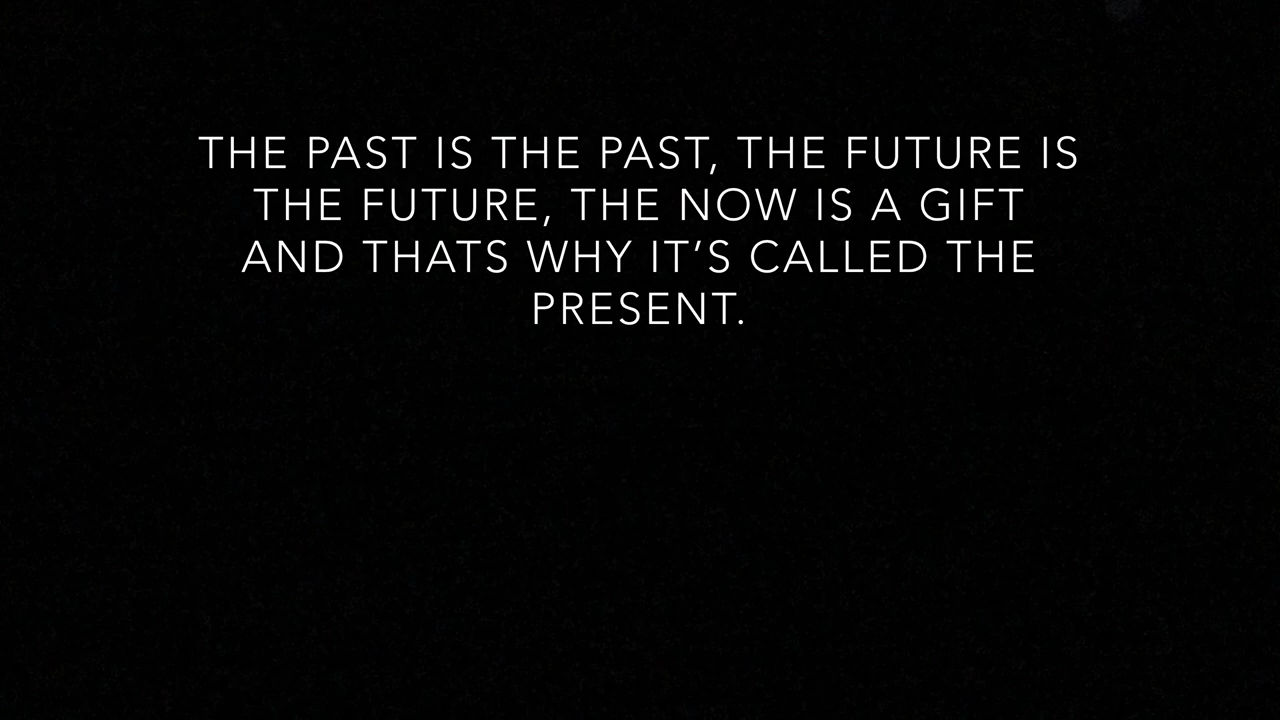 THE PAST IS THE PAST, THE FUTURE IS
THE FUTURE, THE NOW IS A GIFT
AND THATS WHY IT’S CALLED THE
PRESENT.